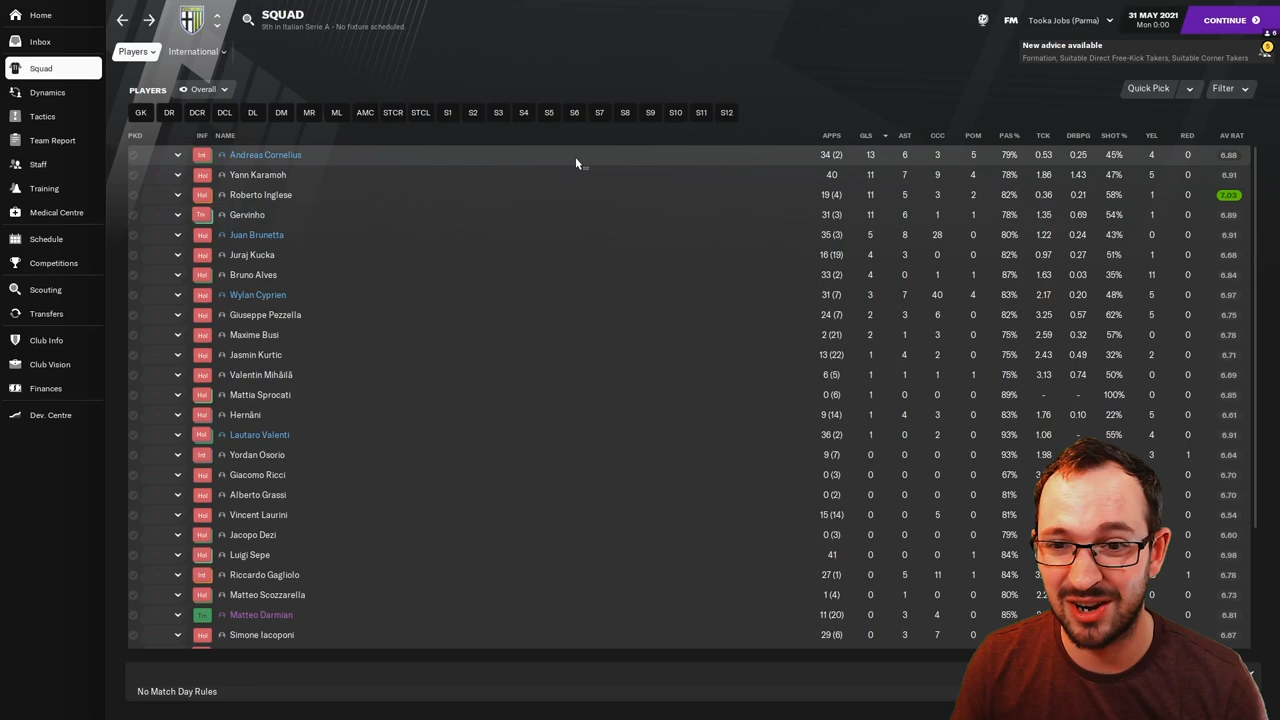 Home
Inbox
Squad
Dynamics
Tactics
Team Report
Staff
Training
Medical Centre
Schedule
Competitions
Scouting
Transfers
Club Info
Club Vision
Finances
Dev. Centre
SQUAD
9th in Italian Serie A - No fixture scheduled.
FM
Tooka Jobs (Parma)
31 MAY 2021
Mon 0:00
CONTINUE
6
Players
International
New advice available
Formation, Suitable Direct Free-Kick Takers, Suitable Corner Takers
5
PLAYERS
Overall
Quick Pick
Filter
GK DR DCR DCL DL DM MR ML AMC STCR STCL S1 S2 S3 S4 S5 S6 S7 S8 S9 S10 S11 S12
PKD INF NAME APPS GLS AST CCC POM PAS % TCK DRBPG SHOT % YEL RED AV RAT
Int Andreas Cornelius 34 (2) 13 6 3 5 79% 0.53 0.25 45% 4 0 6.88
Hol Yann Karamoh 40 11 7 9 4 78% 1.86 1.43 47% 5 0 6.91
Hol Roberto Inglese 19 (4) 11 5 3 2 82% 0.36 0.21 58% 1 0 7.03
Trv Gervinho 31 (3) 11 6 1 1 78% 1.35 0.69 54% 1 0 6.89
Hol Juan Brunetta 35 (3) 5 8 28 0 80% 1.22 0.24 43% 0 0 6.91
Hol Juraj Kucka 16 (19) 4 3 0 0 82% 0.97 0.27 51% 1 0 6.68
Hol Bruno Alves 33 (2) 4 0 1 1 87% 1.63 0.03 35% 11 0 6.84
Hol Wylan Cyprien 31 (7) 3 7 40 4 83% 2.17 0.20 48% 5 0 6.97
Hol Giuseppe Pezzella 24 (7) 2 3 6 0 82% 3.25 0.57 62% 5 0 6.75
Hol Maxime Busi 2 (21) 2 1 3 0 75% 2.59 0.32 57% 0 0 6.78
Hol Jasmin Kurtic 13 (22) 1 4 2 0 75% 2.43 0.49 32% 2 0 6.71
Hol Valentin Mihăilă 6 (5) 1 1 1 1 75% 3.13 0.74 50% 0 0 6.69
Hol Mattia Sprocati 0 (6) 1 0 0 0 89% - - 100% 0 0 6.85
Hol Hernâni 9 (14) 1 4 3 0 83% 1.76 0.10 22% 5 0 6.61
Hol Lautaro Valenti 36 (2) 1 0 2 0 93% 1.06 - 55% 4 0 6.91
Int Yordan Osorio 9 (7) 0 0 0 0 93% 1.98 3 1 6.64
Hol Giacomo Ricci 0 (3) 0 0 0 0 67% 0 6.70
Hol Alberto Grassi 0 (2) 0 0 0 0 81% 0 6.70
Hol Vincent Laurini 15 (14) 0 0 5 0 81% 0 6.54
Hol Jacopo Dezi 0 (3) 0 0 0 0 79% 0 6.60
Hol Luigi Sepe 41 0 0 0 1 84% 0 6.98
Int Riccardo Gagliolo 27 (1) 0 5 11 1 84% 1 6.78
Hol Matteo Scozzarella 1 (4) 0 1 0 0 80% 0 6.73
Trn Matteo Darmian 11 (20) 0 3 4 0 85% 0 6.81
Hol Simone Iacoponi 29 (6) 0 3 7 0 0 6.67
No Match Day Rules